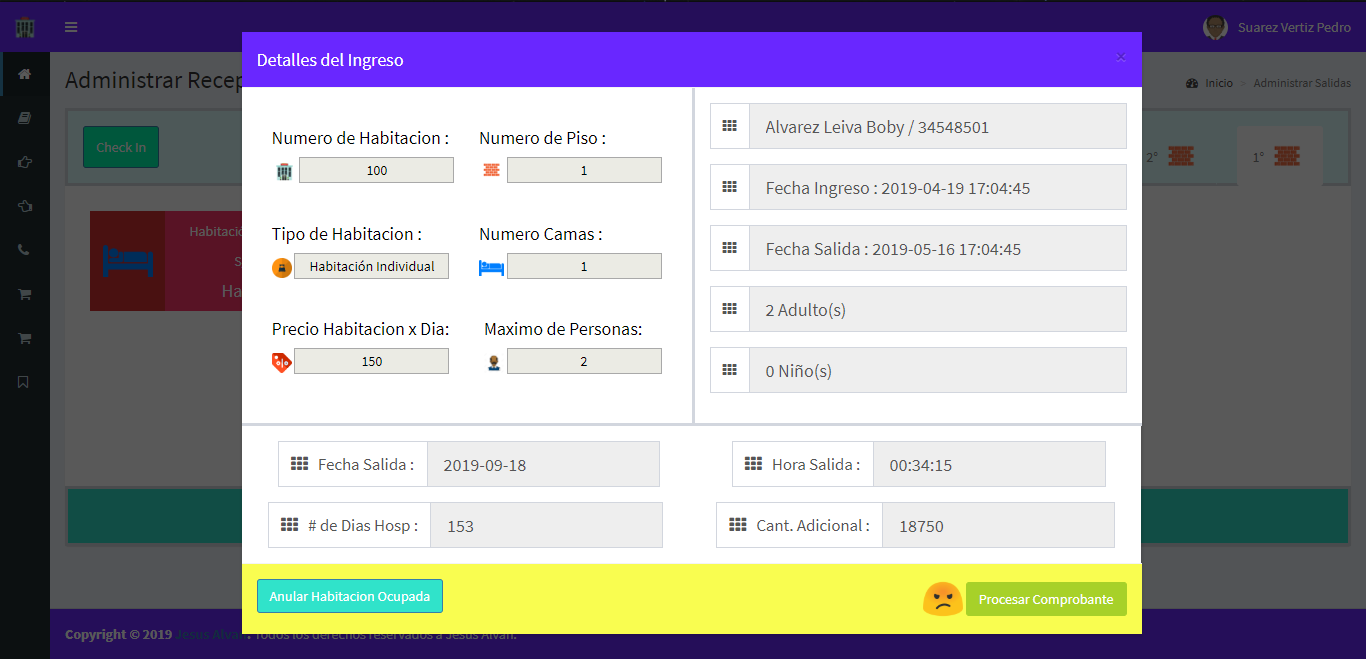 Suarez Vertiz Pedro
Administrar Recep
Inicio > Administrar Salidas
Check In
2°
1°
Habitació
S
Ha
Detalles del Ingreso
×
Numero de Habitacion :
100
Numero de Piso :
1
Tipo de Habitacion :
Habitación Individual
Numero Camas :
1
Precio Habitacion x Dia:
150
Maximo de Personas:
2
Alvarez Leiva Boby / 34548501
Fecha Ingreso : 2019-04-19 17:04:45
Fecha Salida : 2019-05-16 17:04:45
2 Adulto(s)
0 Niño(s)
Fecha Salida : 2019-09-18
Hora Salida : 00:34:15
# de Dias Hosp : 153
Cant. Adicional : 18750
Anular Habitacion Ocupada
Procesar Comprobante
Copyright © 2019 Jesus Alvan. Todos los derechos reservados a Jesus Alvan.